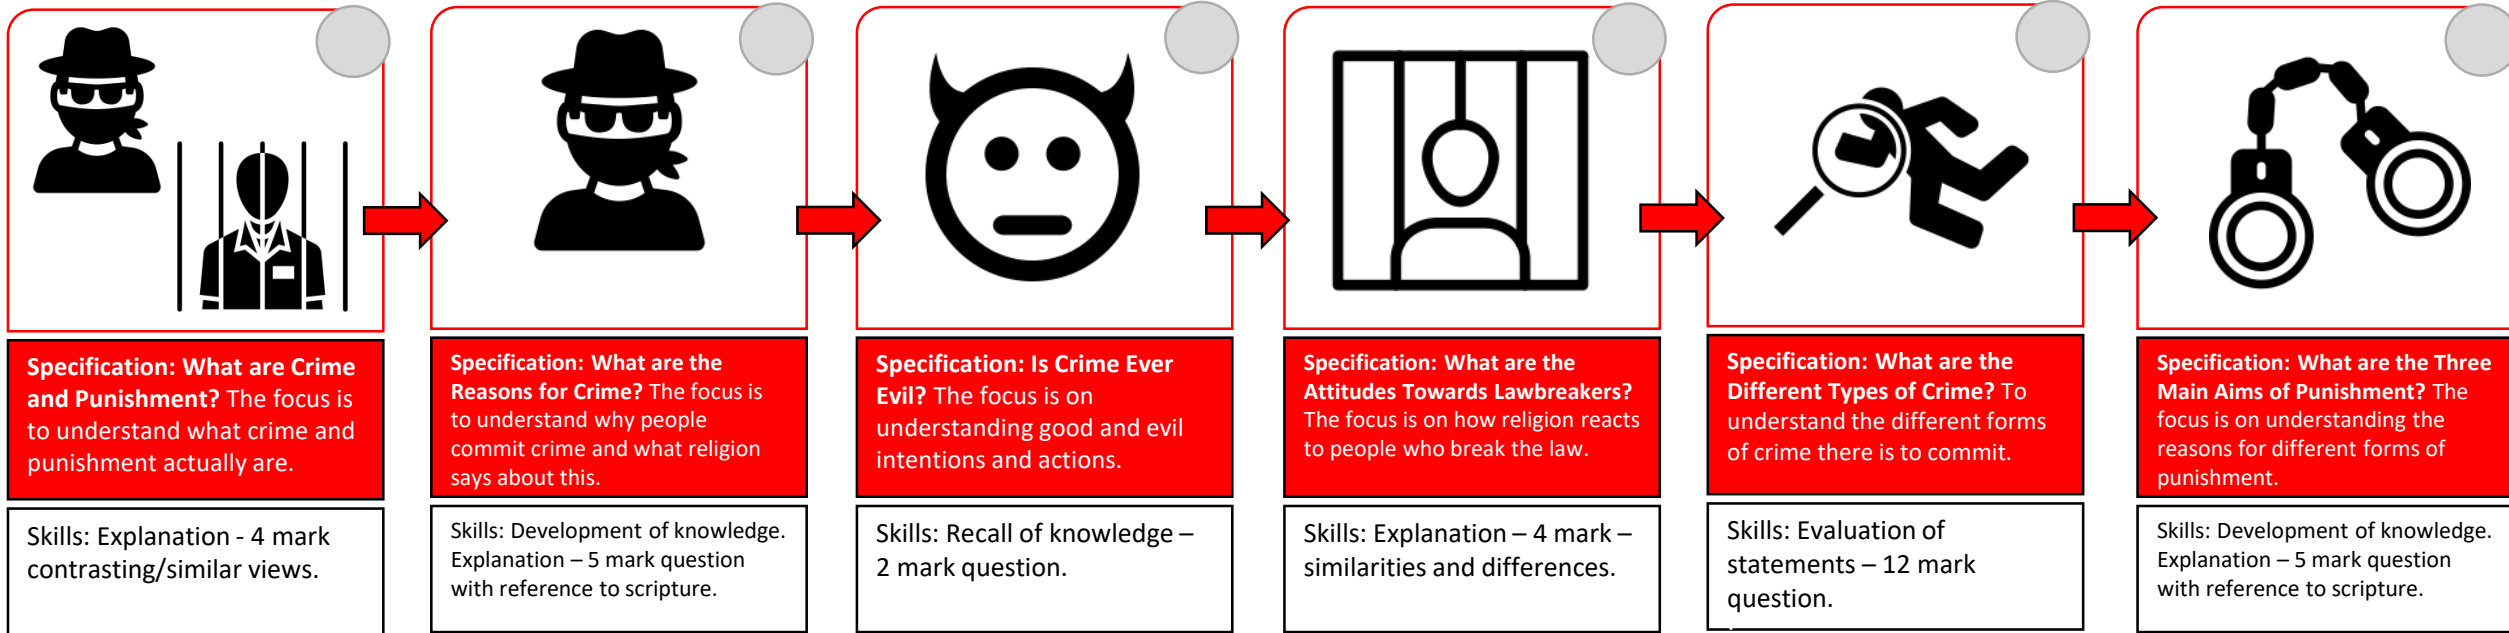 Specification: What are Crime
and Punishment? The focus is
to understand what crime and
punishment actually are.
Skills: Explanation - 4 mark
contrasting/similar views.
Specification: What are the
Reasons for Crime? The focus is
to understand why people
commit crime and what religion
says about this.
Skills: Development of knowledge.
Explanation – 5 mark question
with reference to scripture.
Specification: Is Crime Ever
Evil? The focus is on
understanding good and evil
intentions and actions.
Skills: Recall of knowledge –
2 mark question.
Specification: What are the
Attitudes Towards Lawbreakers?
The focus is on how religion reacts
to people who break the law.
Skills: Explanation – 4 mark –
similarities and differences.
Specification: What are the
Different Types of Crime? To
understand the different forms
of crime there is to commit.
Skills: Evaluation of
statements – 12 mark
question.
Specification: What are the Three
Main Aims of Punishment? The
focus is on understanding the
reasons for different forms of
punishment.
Skills: Development of knowledge.
Explanation – 5 mark question
with reference to scripture.